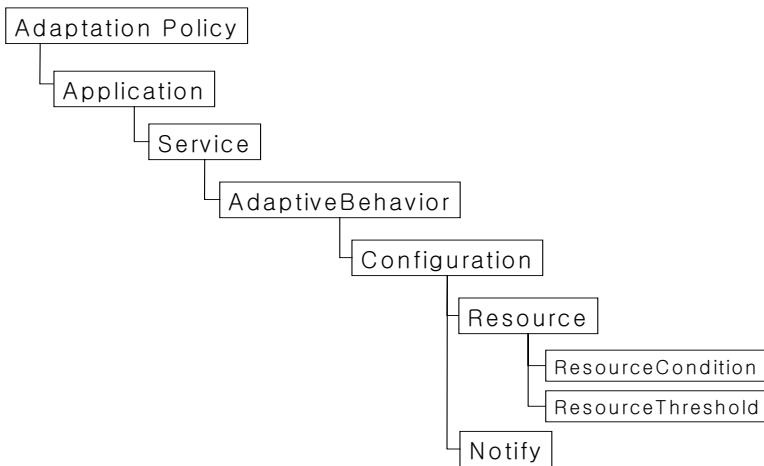 Adaptation Policy
Application
Service
AdaptiveBehavior
Configuration
Resource
ResourceCondition
ResourceThreshold
Notify